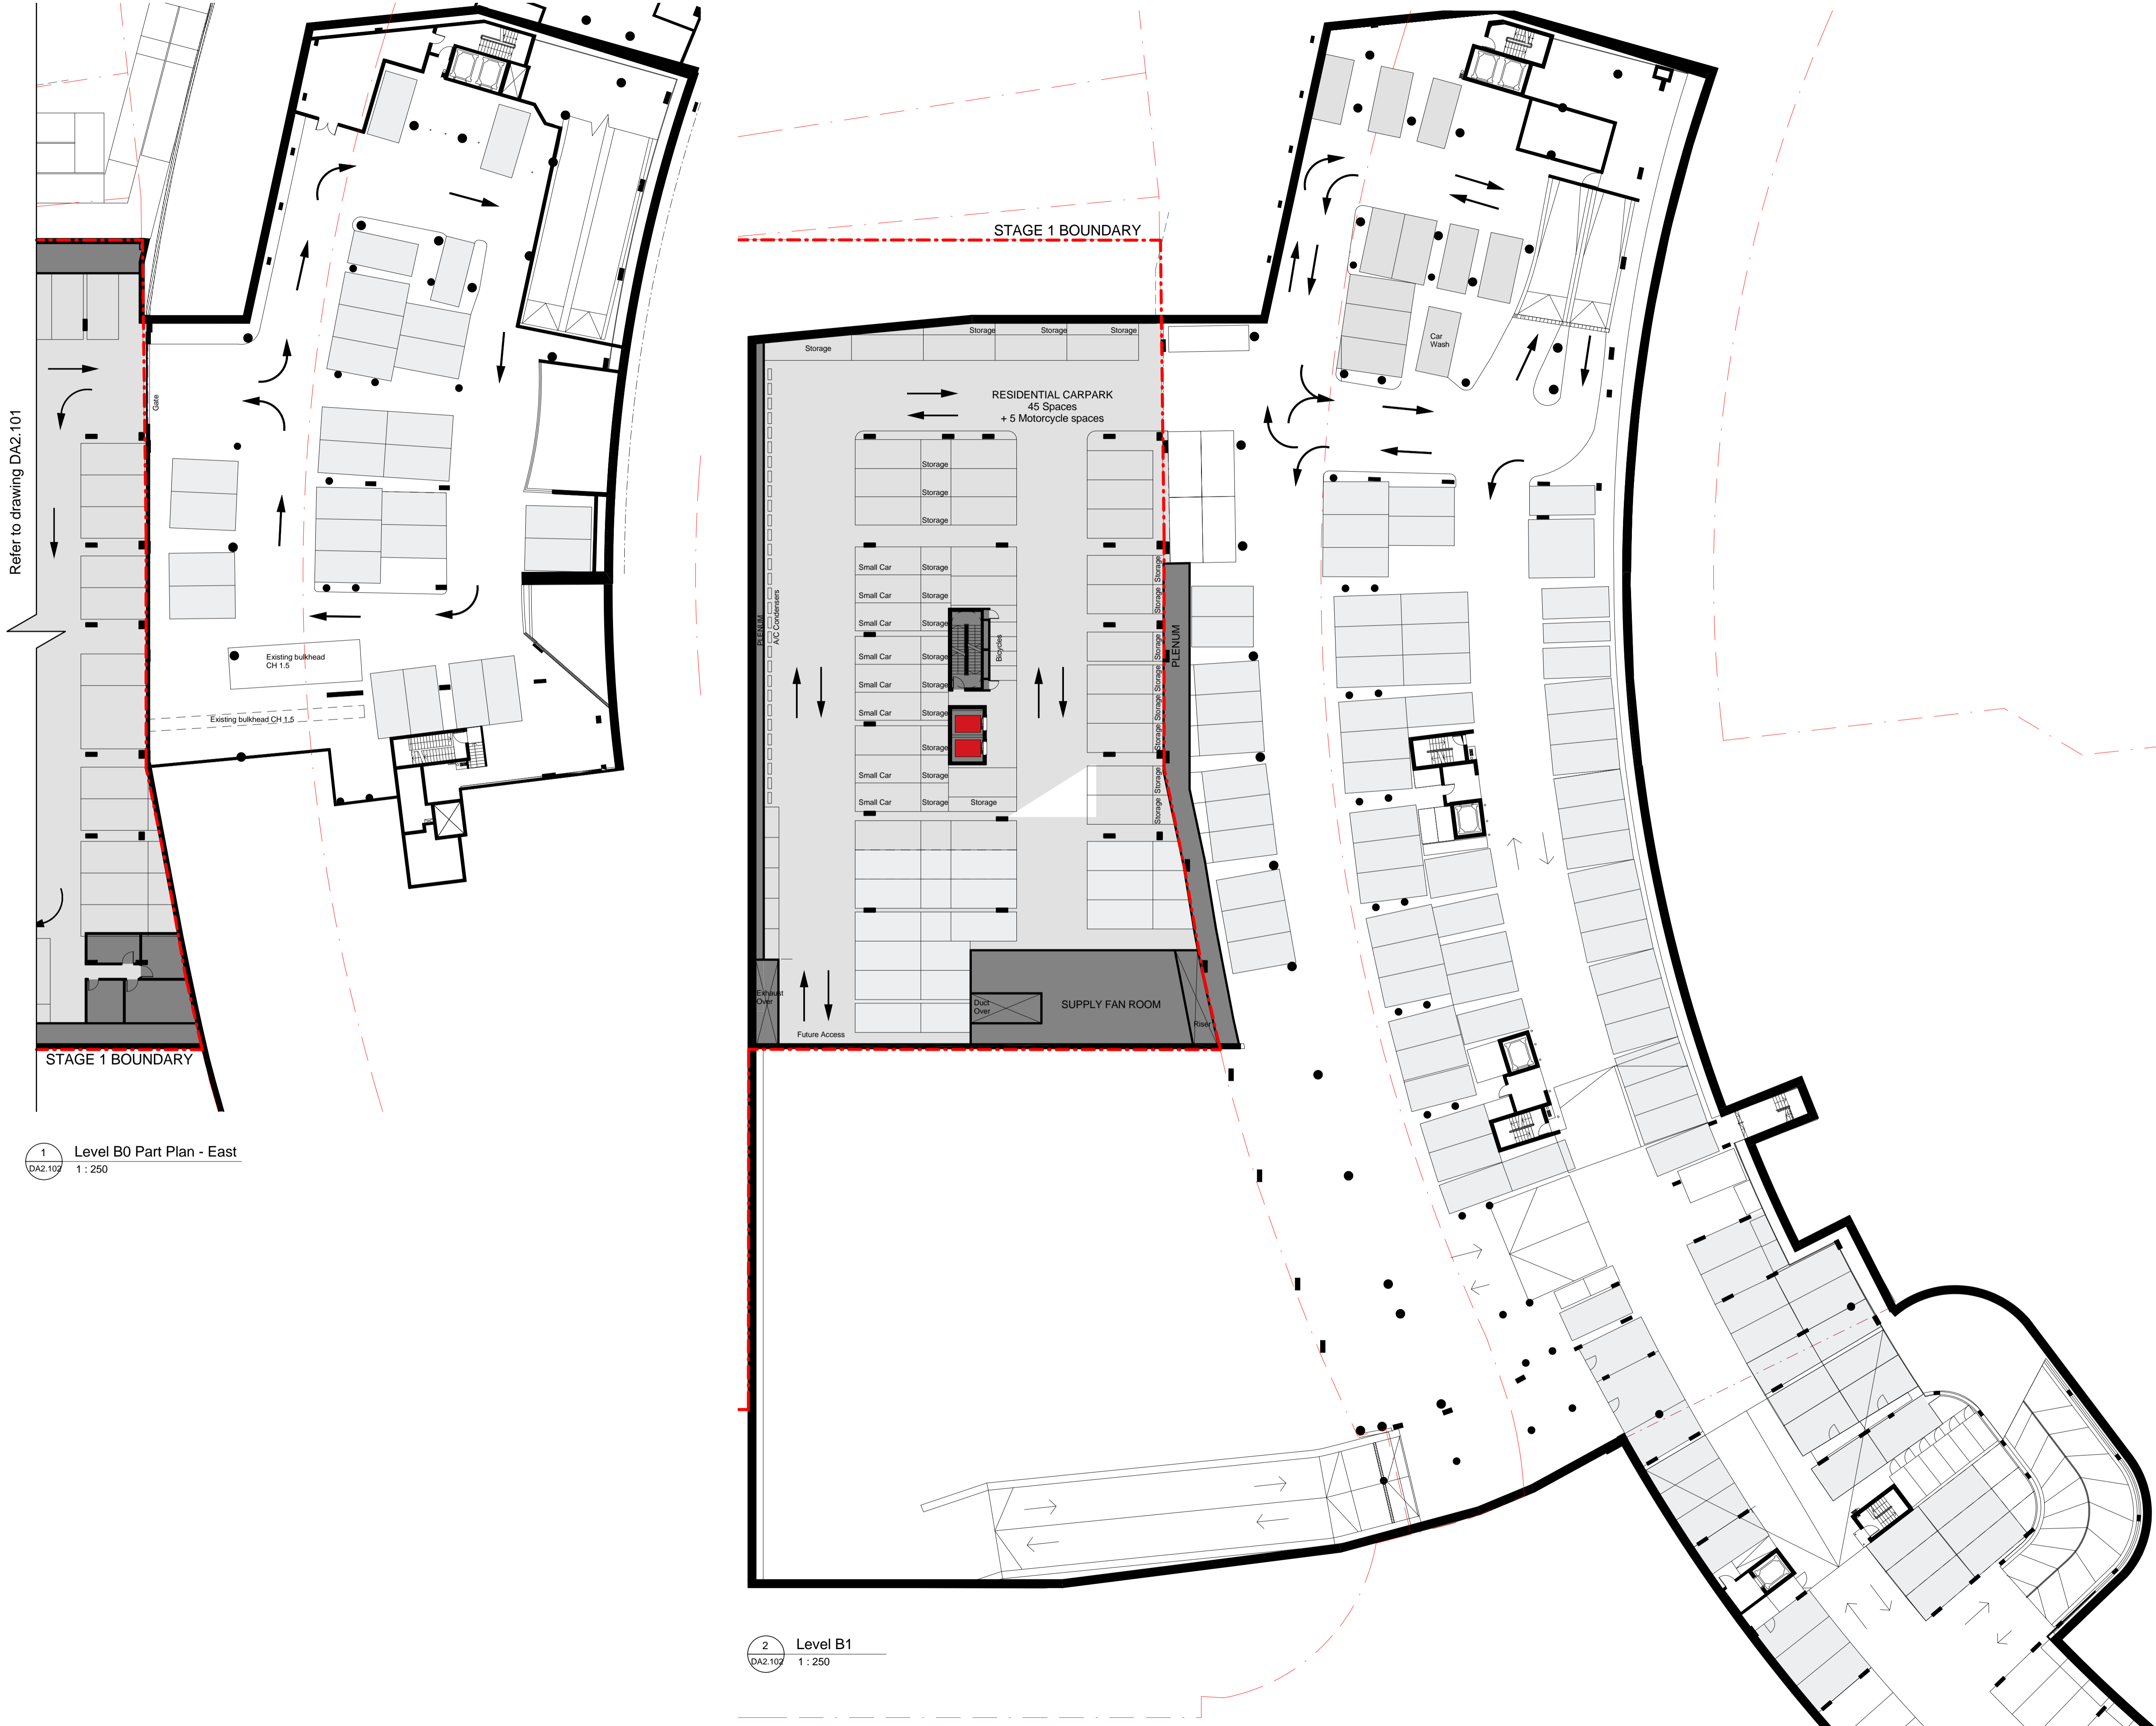 Refer to drawing DA2.101
Gate
Existing bulkhead
CH 1.5
Existing bulkhead CH 1.5
STAGE 1 BOUNDARY
1
DA2.102
Level B0 Part Plan - East
1 : 250
STAGE 1 BOUNDARY
Storage
Storage
Storage
Storage
RESIDENTIAL CARPARK
45 Spaces
+ 5 Motorcycle spaces
Car
Wash
Storage
Storage
Storage
PLENUM
A/C Condensers
Small Car
Storage
Small Car
Storage
Small Car
Storage
Small Car
Storage
Small Car
Storage
Small Car
Storage
Storage
Small Car
Storage
Small Car
Storage
Storage
Bicycles
Storage
Storage
Storage
Storage
Storage
Storage
Storage
Storage
PLENUM
Exhaust
Over
Future Access
Duct
Over
SUPPLY FAN ROOM
Riser
2
DA2.102
Level B1
1 : 250